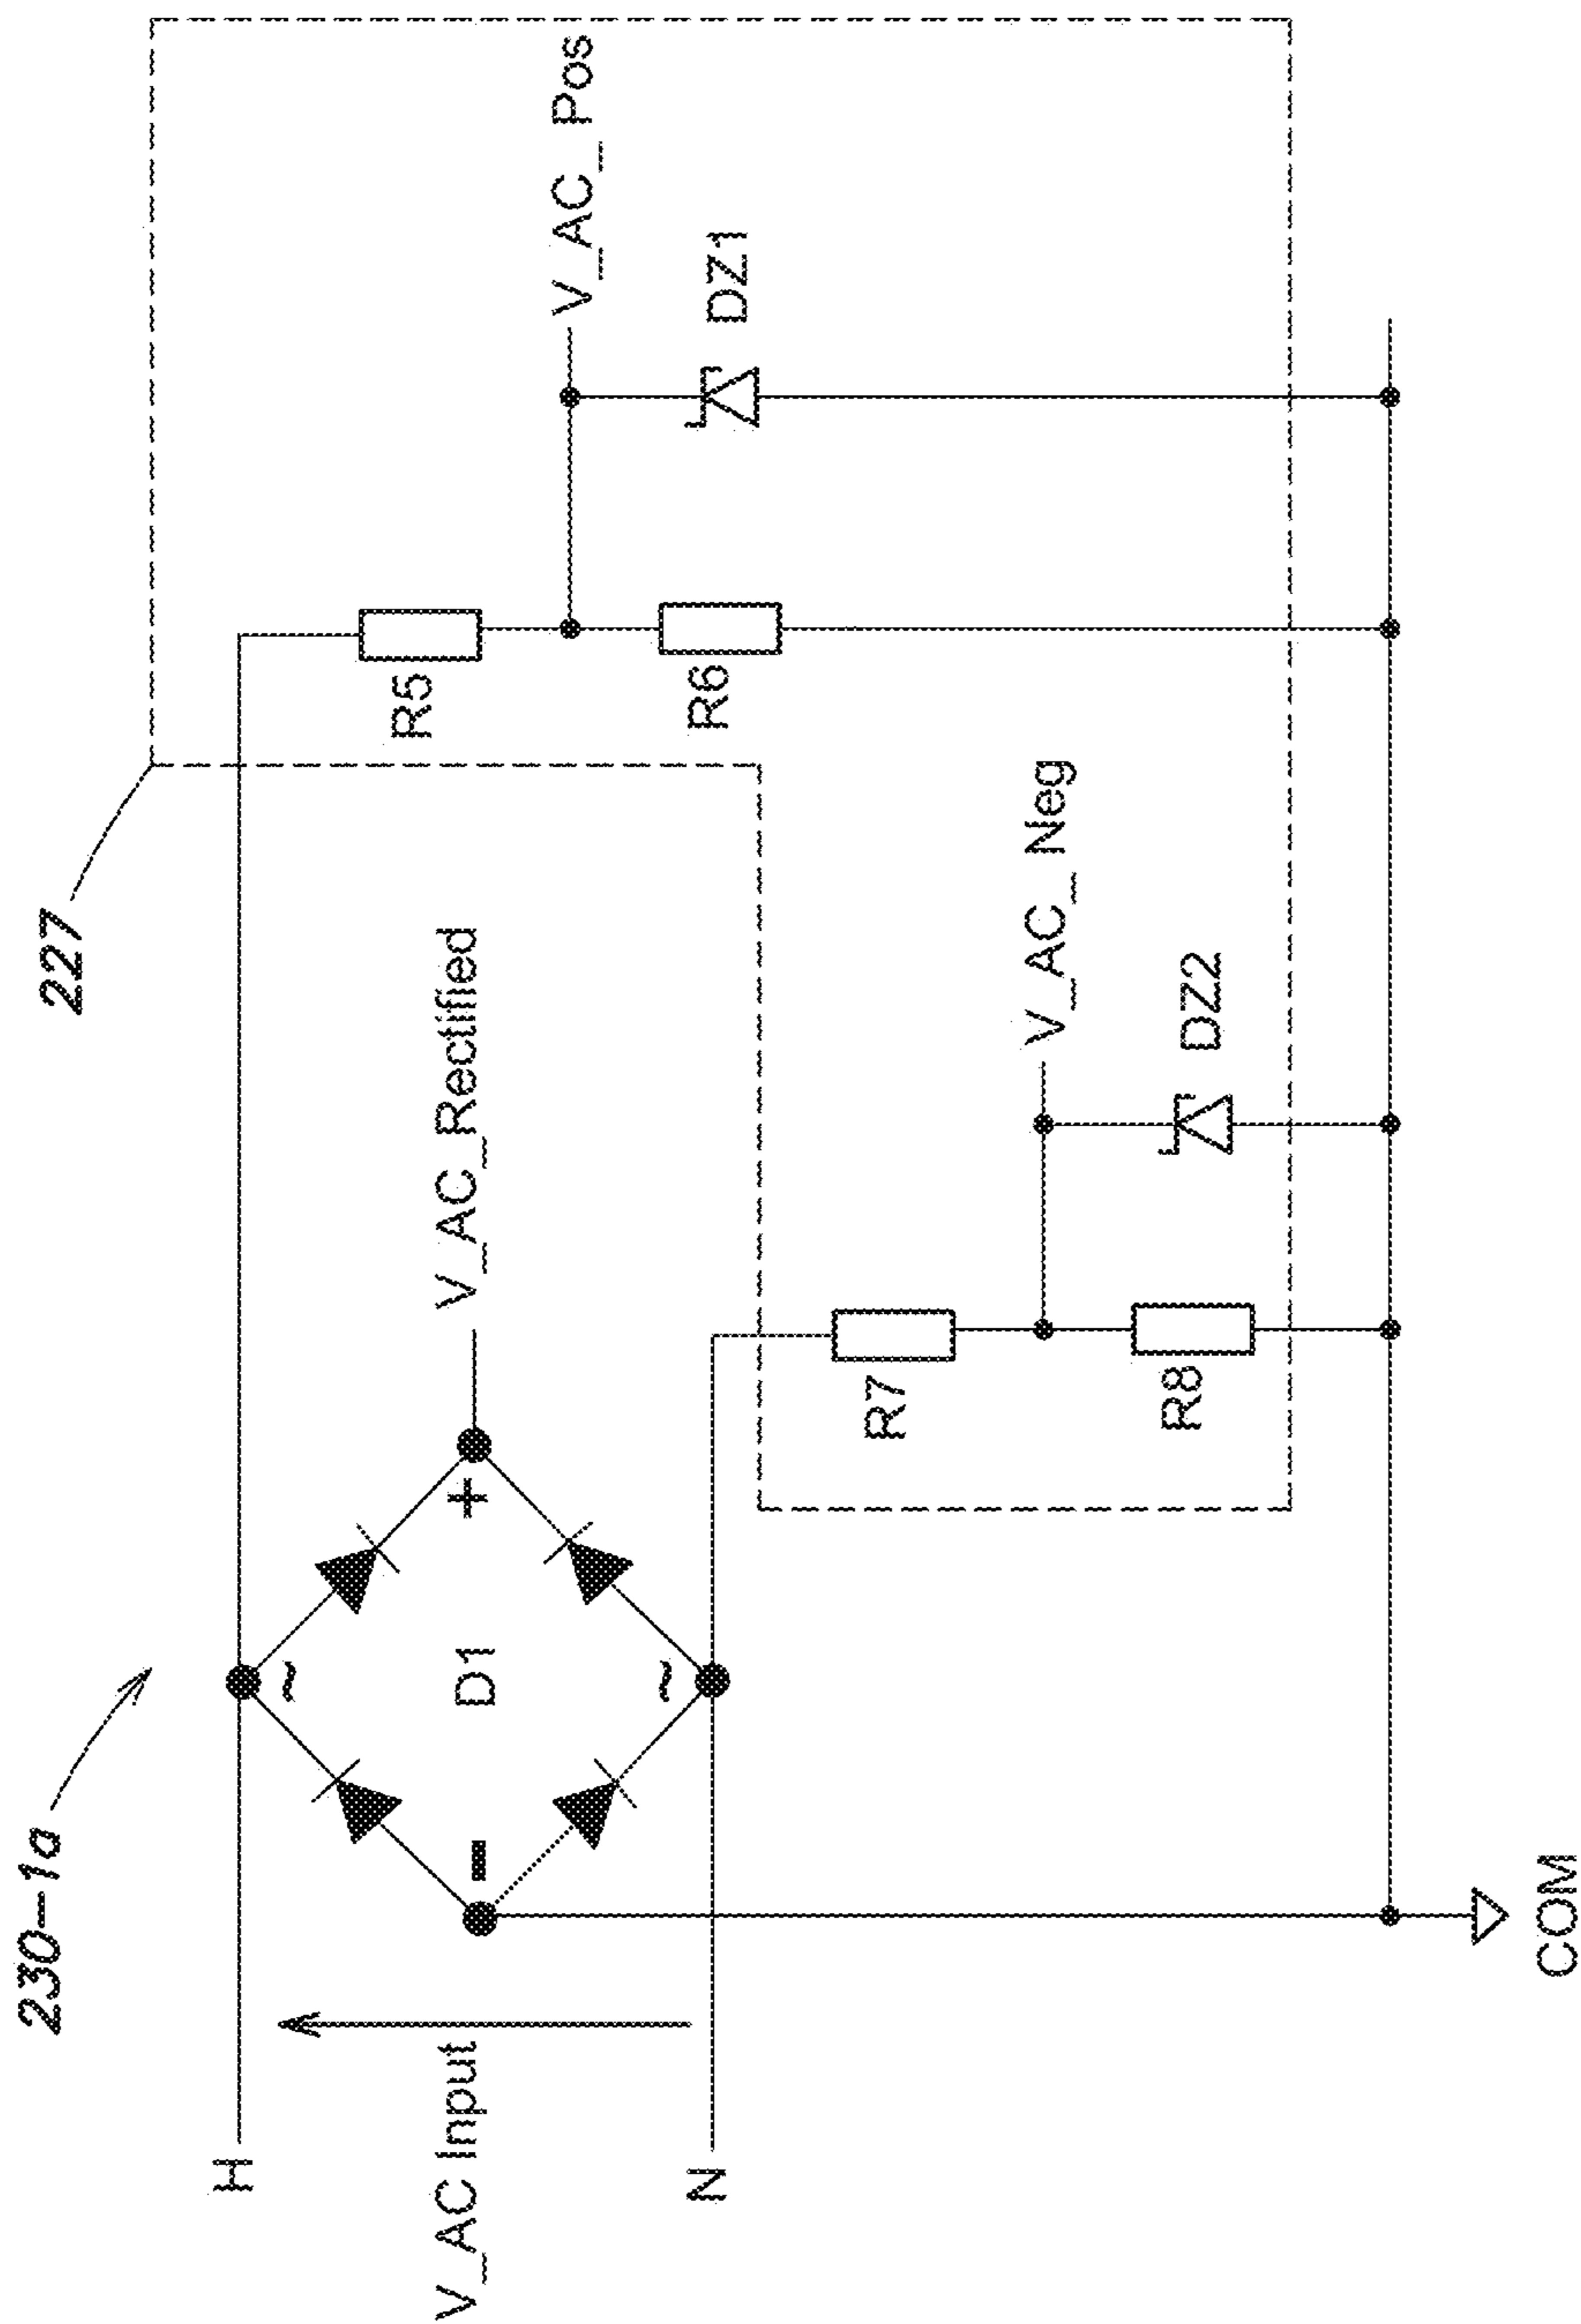 230-1a
227
H
V_AC Input
N
~
D1
~
-
+
V_AC_Rectified
R5
R6
V_AC_Pos
DZ1
R7
R8
V_AC_Neg
DZ2
COM